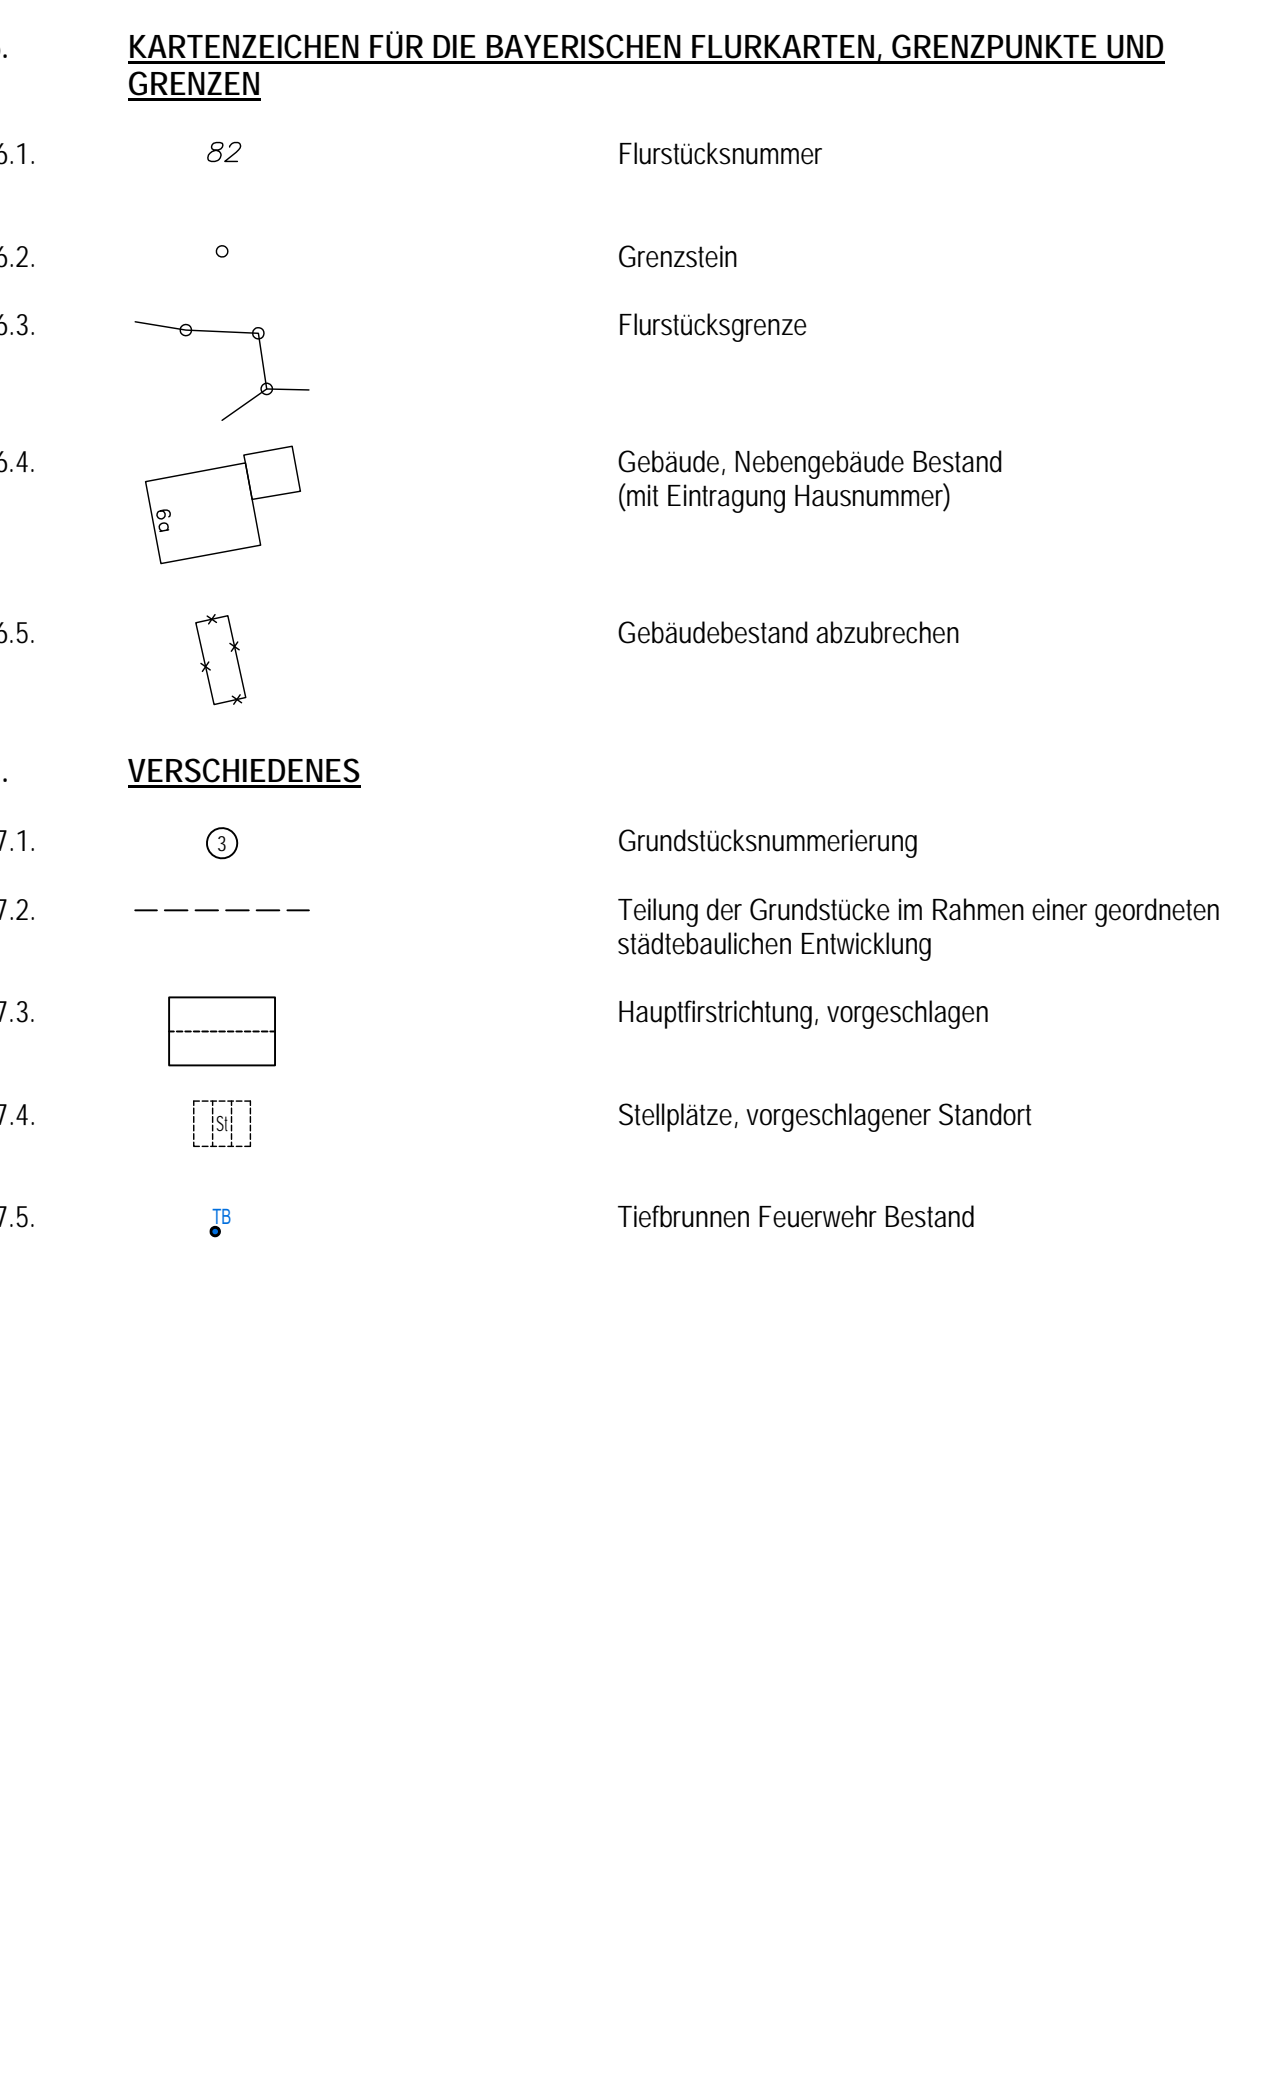 . KARTENZEICHEN FÜR DIE BAYERISCHEN FLURKARTEN, GRENZPUNKTE UND
GRENZEN
6.1. 82 Flurstücksnummer
6.2. Grenzstein
6.3. Flurstücksgrenze
6.4. Gebäude, Nebengebäude Bestand
(mit Eintragung Hausnummer)
6a
6.5. Gebäudebestand abzubrechen
. VERSCHIEDENES
7.1. 3 Grundstücksnummerierung
7.2. Teilung der Grundstücke im Rahmen einer geordneten
städtebaulichen Entwicklung
7.3. Hauptfirstrichtung, vorgeschlagen
7.4. St Stellplätze, vorgeschlagener Standort
7.5. TB Tiefbrunnen Feuerwehr Bestand